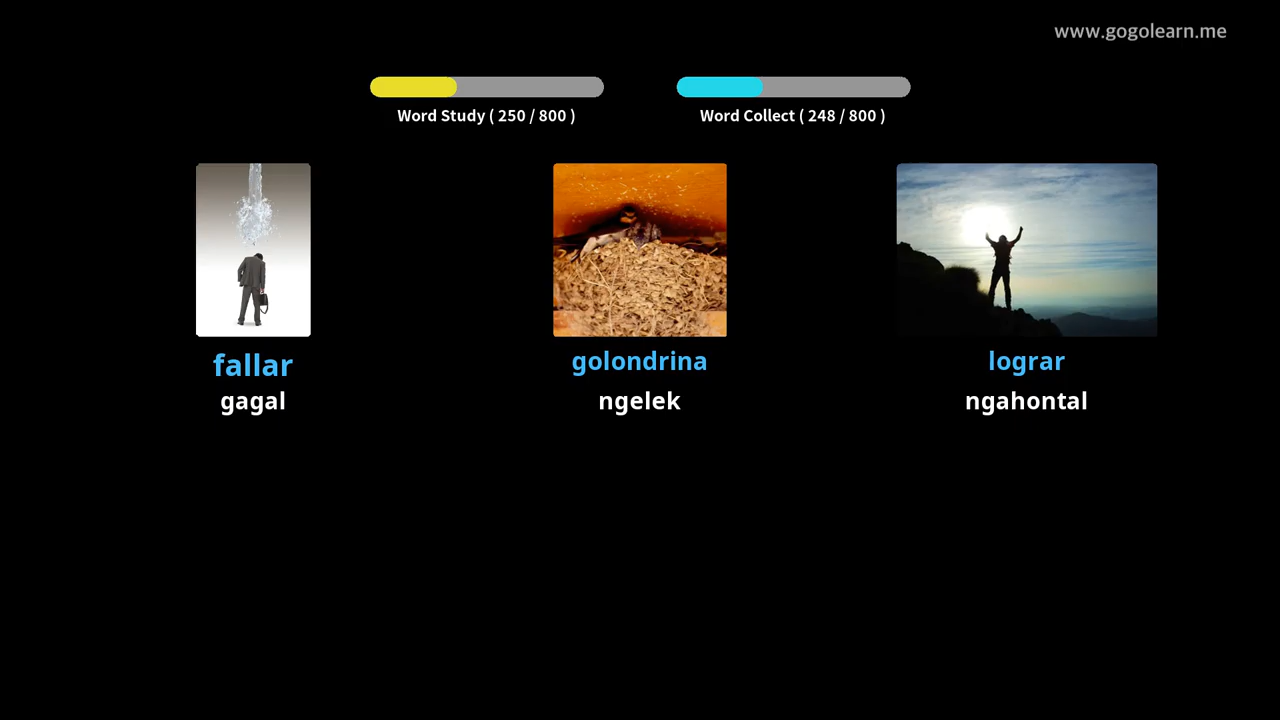 www.gogolearn.me
Word Study ( 250 / 800 )
Word Collect ( 248 / 800 )
fallar
golondrina
lograr
gagal
ngelek
ngahontal